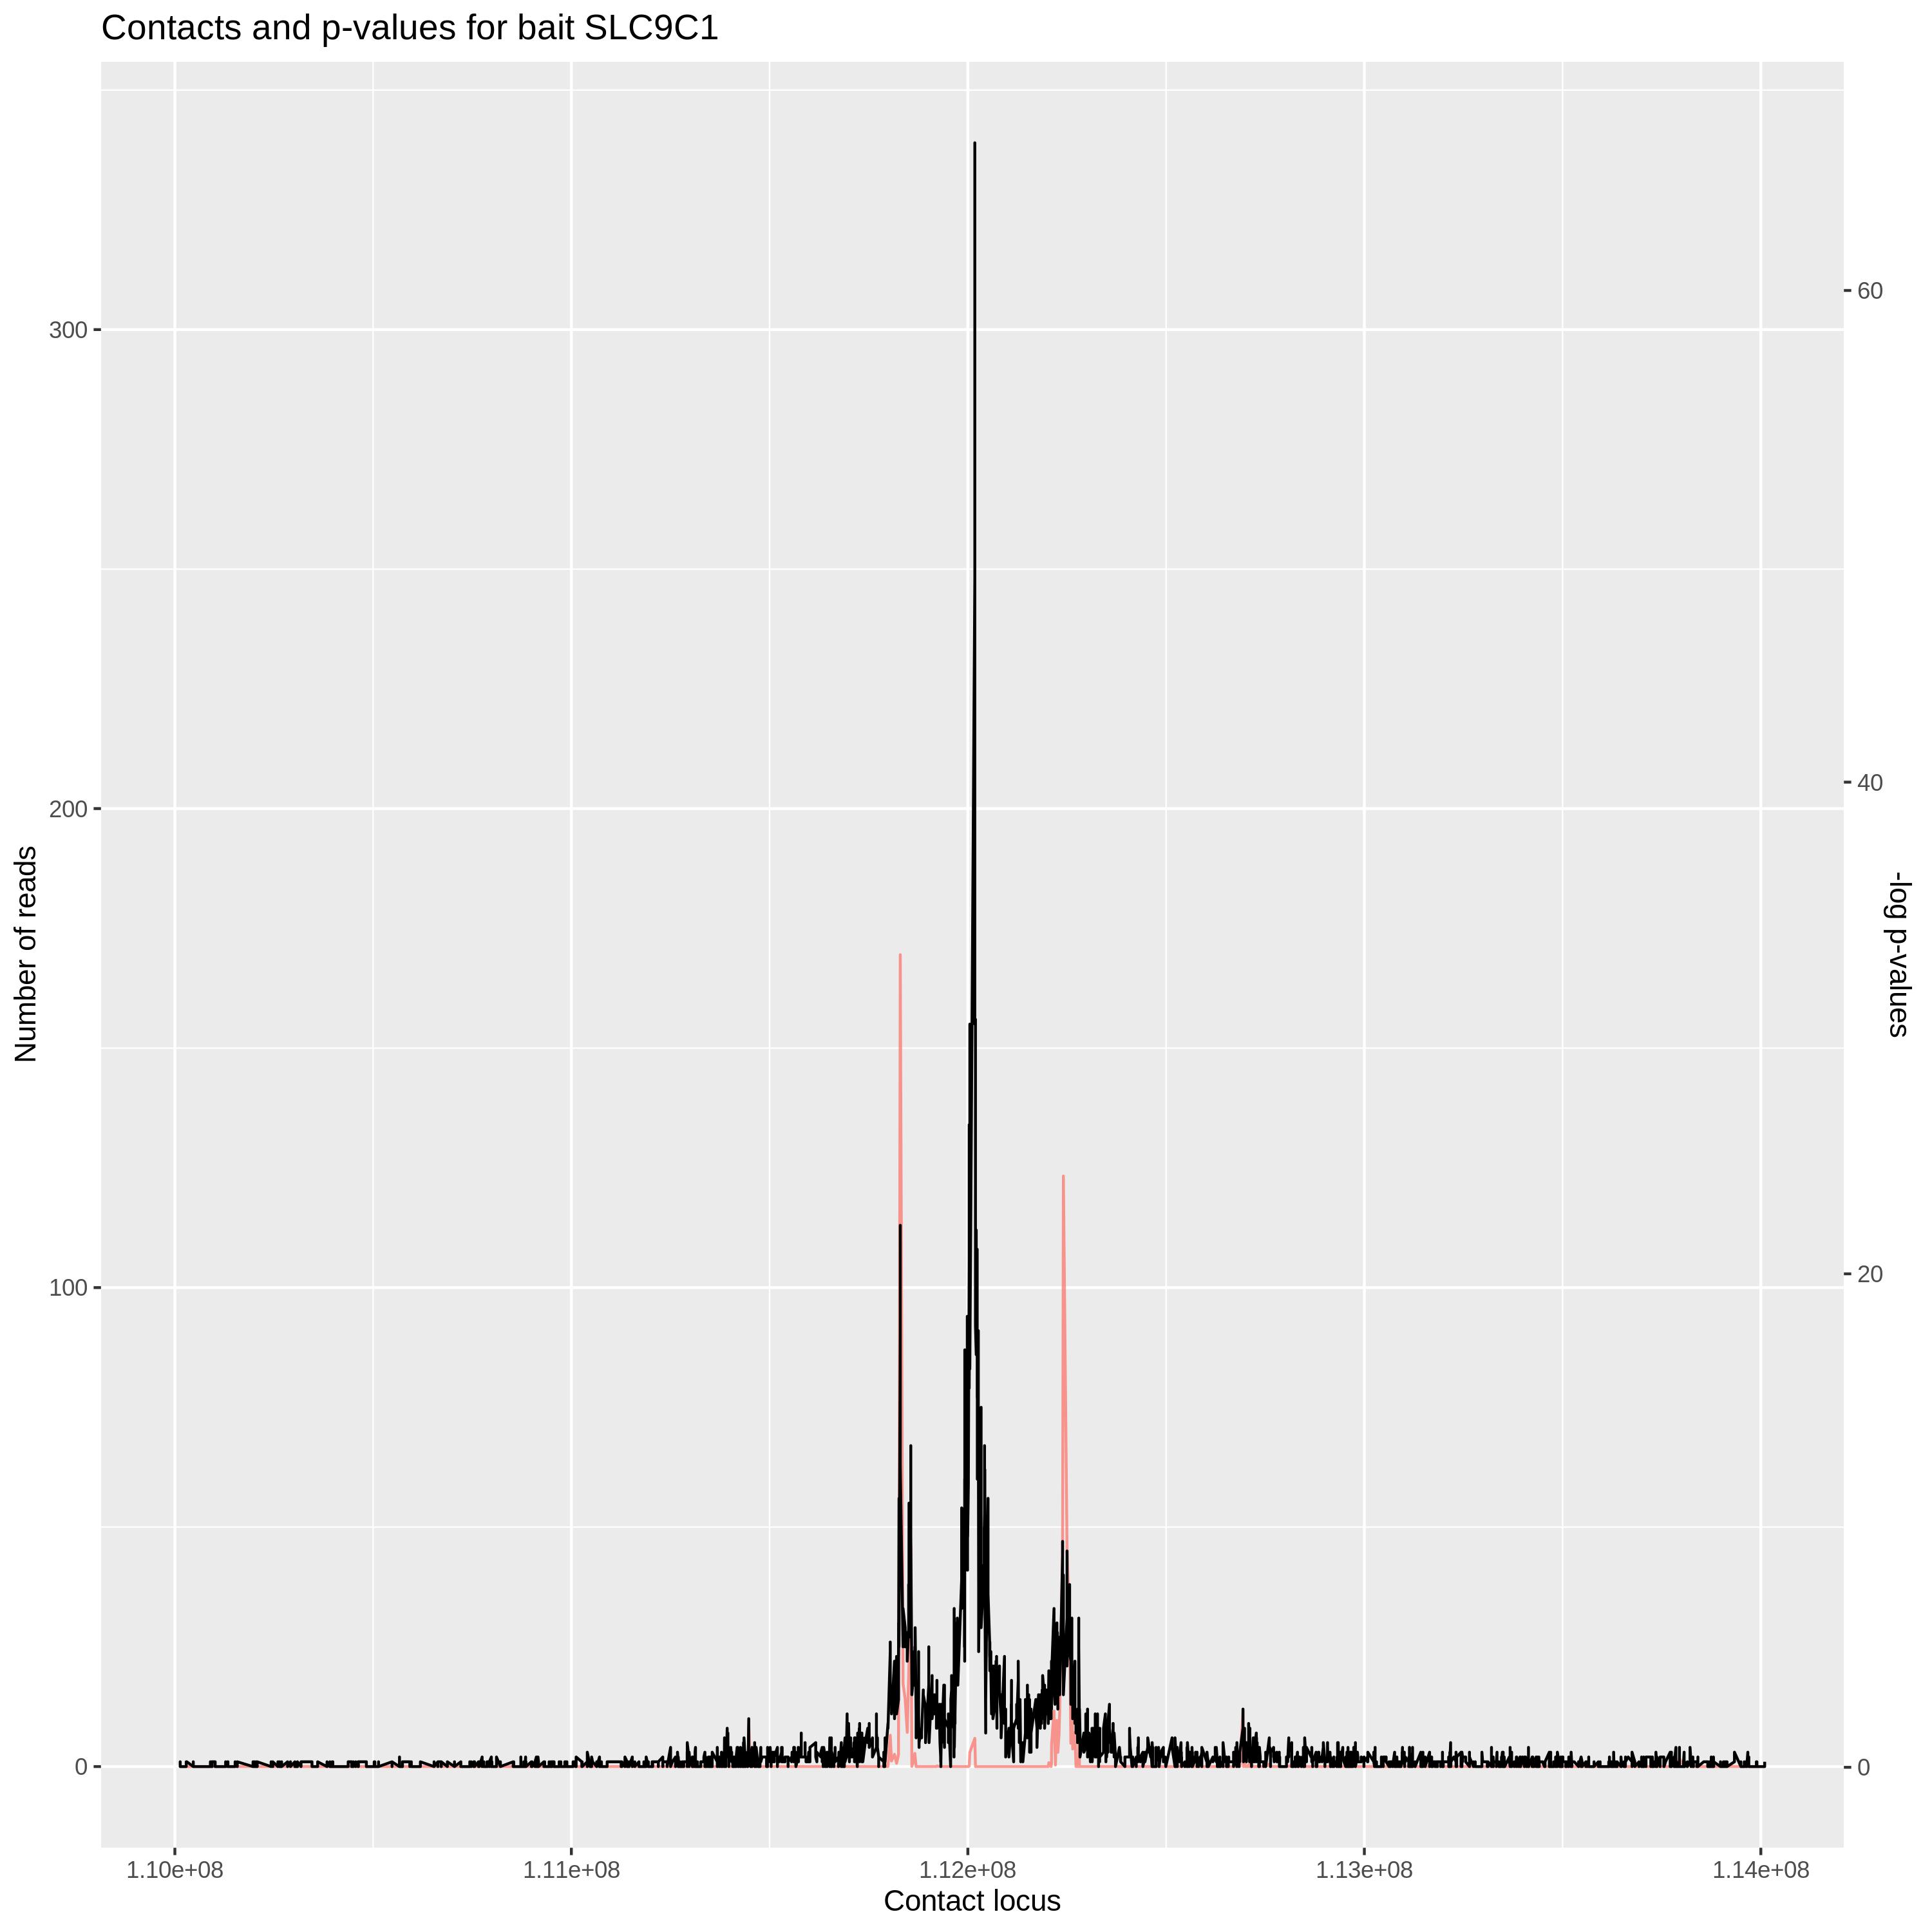 Contacts and p-values for bait SLC9C1
300
200
100
0
Number of reads
60
40
20
0
-log p-values
1.10e+08 1.11e+08 1.12e+08 1.13e+08 1.14e+08
Contact locus